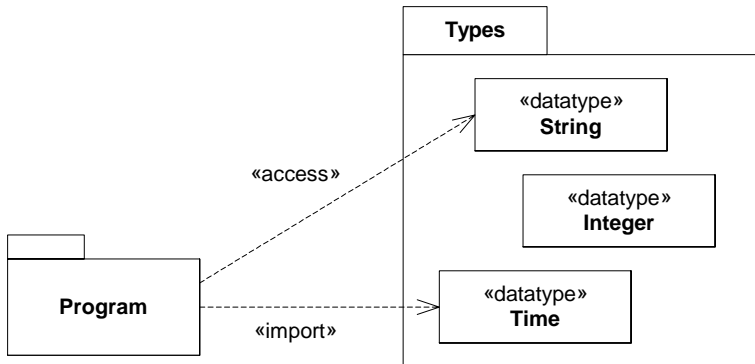 Types
«datatype»
String
«access»
«datatype»
Integer
Program
«datatype»
Time
«import»